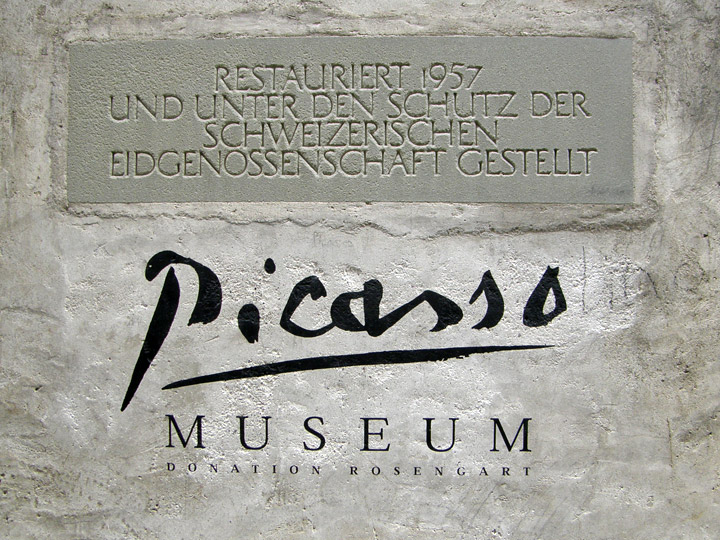 RESTAURIERT 1957
UND UNTER DEN SCHUTZ DER
SCHWEIZERISCHEN
EIDGENOSSENSCHAFT GESTELLT
Picasso
MUSEUM
DONATION ROSENGART